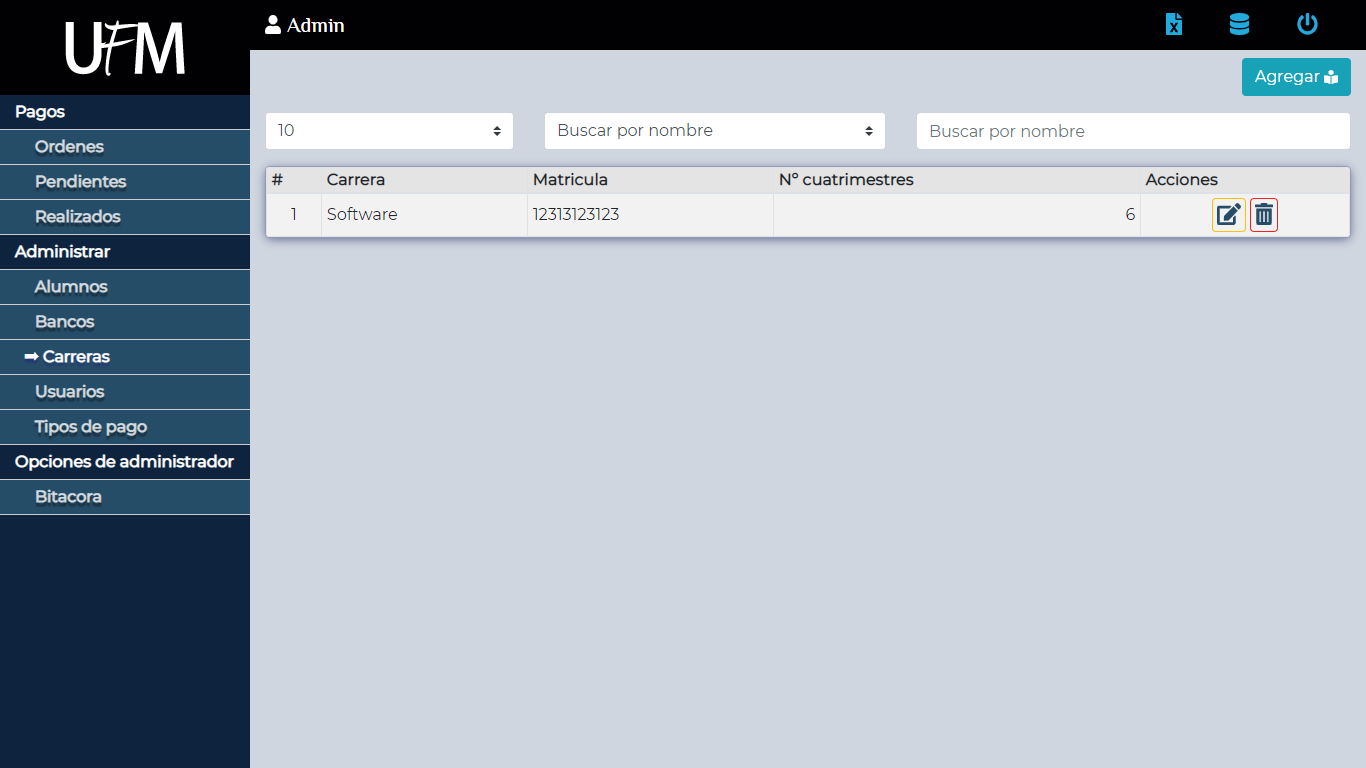 UFM
Admin
Agregar
Pagos
Ordenes
Pendientes
Realizados
Administrar
Alumnos
Bancos
➡ Carreras
Usuarios
Tipos de pago
Opciones de administrador
Bitacora
10 Buscar por nombre Buscar por nombre
# Carrera Matricula Nº cuatrimestres Acciones
1 Software 12313123123 6